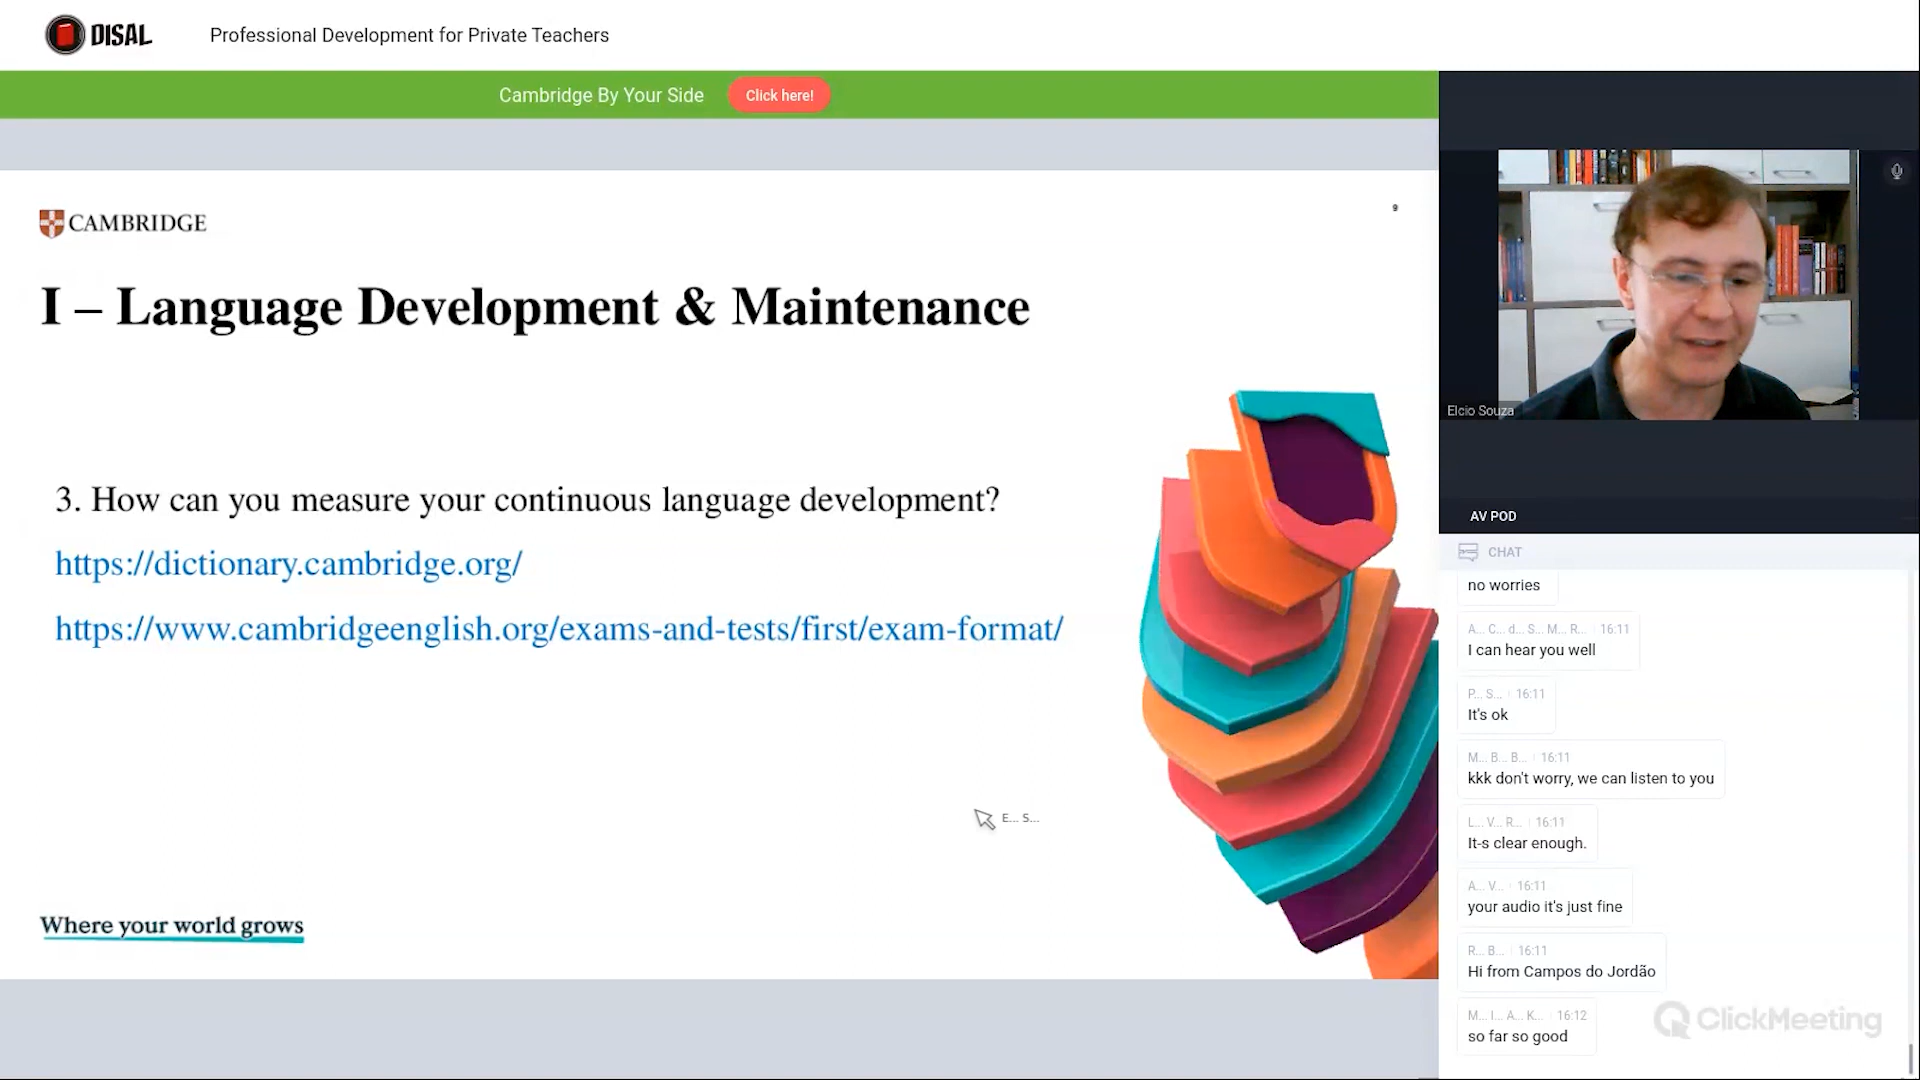 DISAL
Professional Development for Private Teachers
Cambridge By Your Side
Click here!
CAMBRIDGE
9
I – Language Development & Maintenance
3. How can you measure your continuous language development?
https://dictionary.cambridge.org/
https://www.cambridgeenglish.org/exams-and-tests/first/exam-format/
E... S...
Where your world grows
Elcio Souza
AV POD
CHAT
no worries
A... C... d... S... M... R... 16:11
I can hear you well
P... S... 16:11
It's ok
M... B... B... 16:11
kkk don't worry, we can listen to you
L... V... R... 16:11
It-s clear enough.
A... V... 16:11
your audio it's just fine
R... B... 16:11
Hi from Campos do Jordão
M... I... A... K... 16:12
so far so good
ClickMeeting